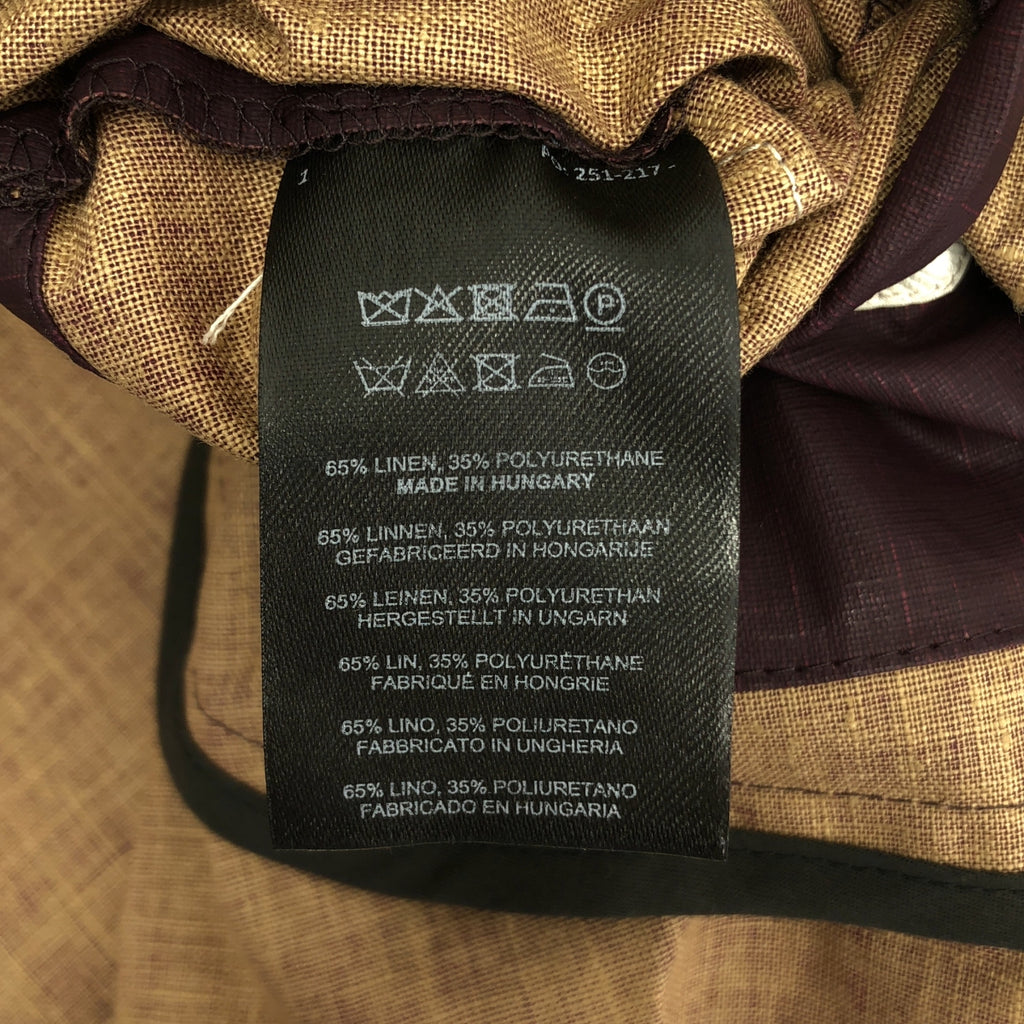 1
251-217 -
P
65% LINEN, 35% POLYURETHANE
MADE IN HUNGARY
65% LINNEN, 35% POLYURETHAAN
GEFABRICEERD IN HONGARIJE
65% LEINEN, 35% POLYURETHAN
HERGESTELLT IN UNGARN
65% LIN, 35% POLYURÉTHANE
FABRIQUÉ EN HONGRIE
65% LINO, 35% POLIURETANO
FABBRICATO IN UNGHERIA
65% LINO, 35% POLIURETANO
FABRICADO EN HUNGARIA